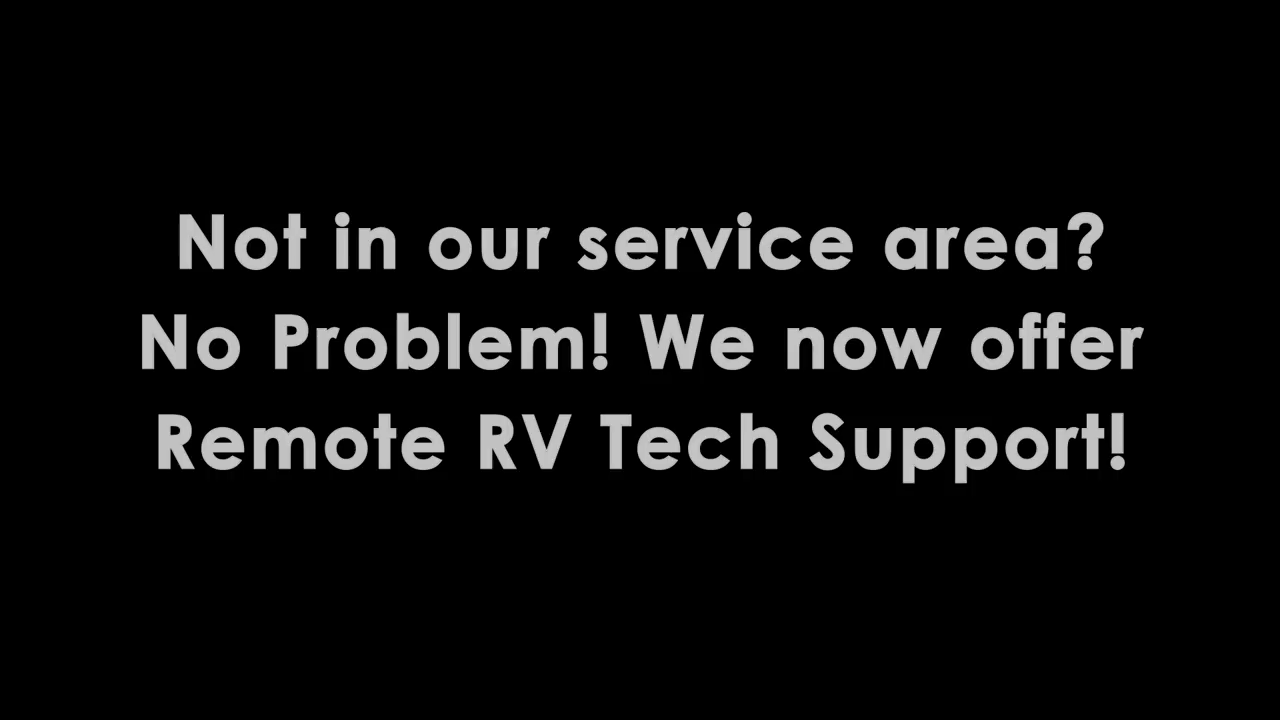 Not in our service area?
No Problem! We now offer
Remote RV Tech Support!